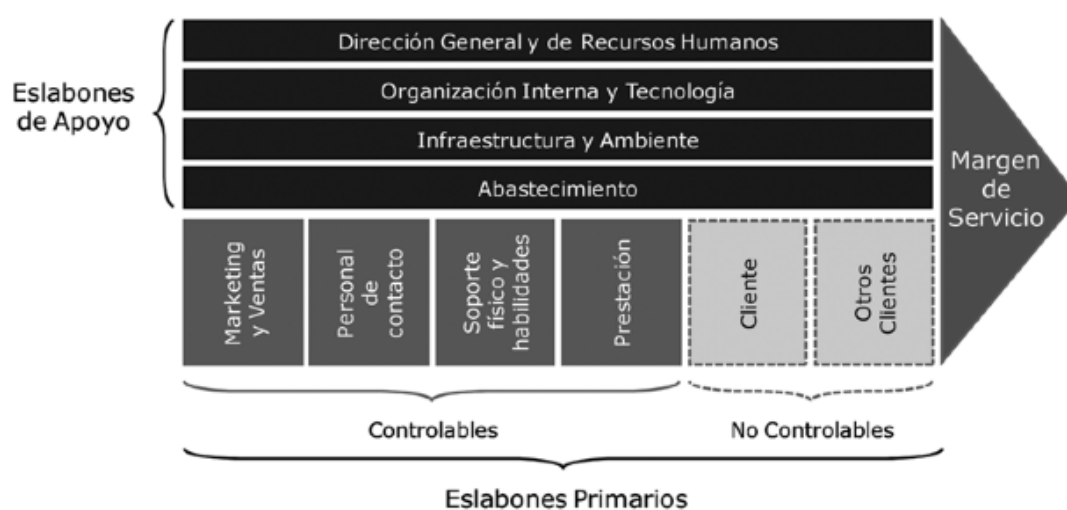 Dirección General y de Recursos Humanos
Organización Interna y Tecnología
Infraestructura y Ambiente
Abastecimiento
Eslabones
de Apoyo
Margen
de
Servicio
Marketing
y Ventas
Personal
de
contacto
Soporte
físico y
habilidades
Prestación
Cliente
Otros
Clientes
Controlables
No Controlables
Eslabones Primarios